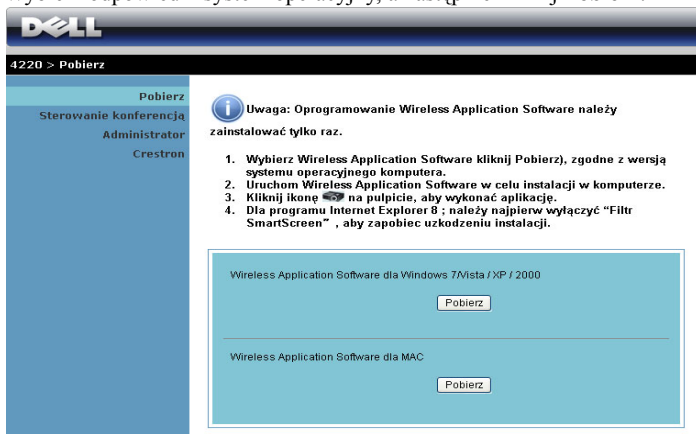 DELL
4220 > Pobierz
Pobierz
Sterowanie konferencją
Administrator
Crestron
Uwaga: Oprogramowanie Wireless Application Software należy
zainstalować tylko raz.
1. Wybierz Wireless Application Software kliknij Pobierz), zgodne z wersją
systemu operacyjnego komputera.
2. Uruchom Wireless Application Software w celu instalacji w komputerze.
3. Kliknij ikonę na pulpicie, aby wykonać aplikację.
4. Dla programu Internet Explorer 8 ; należy najpierw wyłączyć “Filtr
SmartScreen” , aby zapobiec uzkodzeniu instalacji.
Wireless Application Software dla Windows 7/Vista / XP / 2000
Pobierz
Wireless Application Software dla MAC
Pobierz